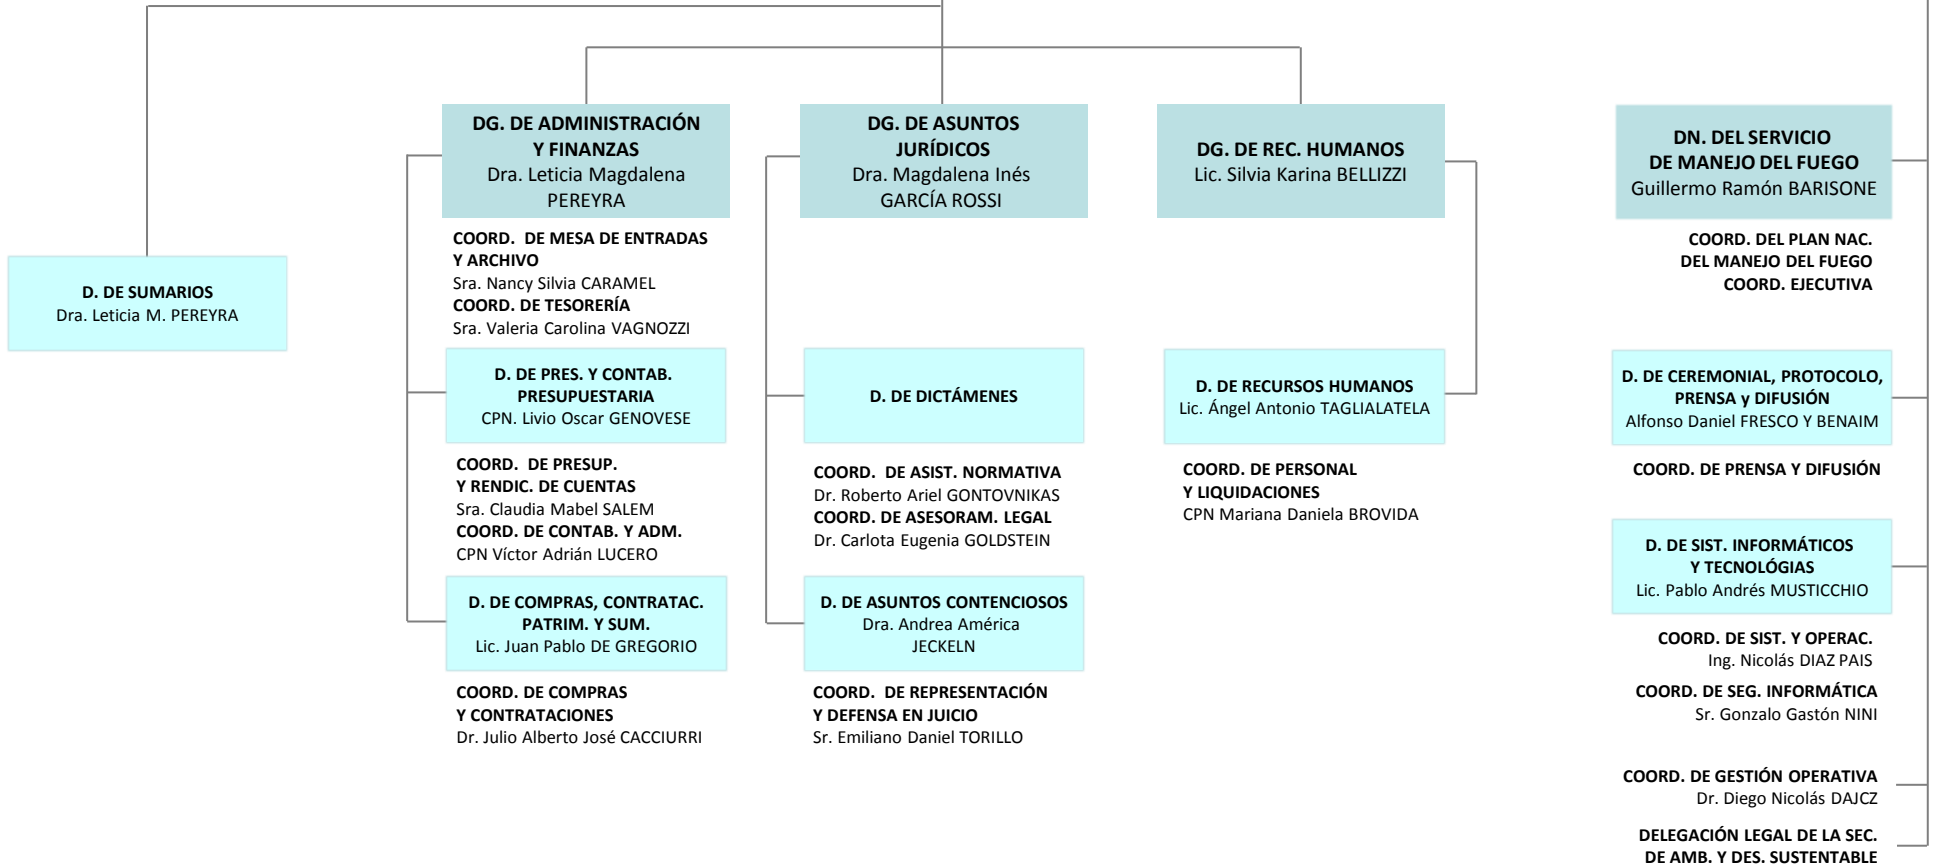 D. DE SUMARIOS
Dra. Leticia M. PEREYRA
DG. DE ADMINISTRACIÓN
Y FINANZAS
Dra. Leticia Magdalena
PEREYRA
COORD. DE MESA DE ENTRADAS
Y ARCHIVO
Sra. Nancy Silvia CARAMEL
COORD. DE TESORERÍA
Sra. Valeria Carolina VAGNOZZI
D. DE PRES. Y CONTAB.
PRESUPUESTARIA
CPN. Livio Oscar GENOVESE
COORD. DE PRESUP.
Y RENDIC. DE CUENTAS
Sra. Claudia Mabel SALEM
COORD. DE CONTAB. Y ADM.
CPN Víctor Adrián LUCERO
D. DE COMPRAS, CONTRATAC.
PATRIM. Y SUM.
Lic. Juan Pablo DE GREGORIO
COORD. DE COMPRAS
Y CONTRATACIONES
Dr. Julio Alberto José CACCIURRI
DG. DE ASUNTOS
JURÍDICOS
Dra. Magdalena Inés
GARCÍA ROSSI
D. DE DICTÁMENES
COORD. DE ASIST. NORMATIVA
Dr. Roberto Ariel GONTOVNIKAS
COORD. DE ASESORAM. LEGAL
Dr. Carlota Eugenia GOLDSTEIN
D. DE ASUNTOS CONTENCIOSOS
Dra. Andrea América
JECKELN
COORD. DE REPRESENTACIÓN
Y DEFENSA EN JUICIO
Sr. Emiliano Daniel TORILLO
DG. DE REC. HUMANOS
Lic. Silvia Karina BELLIZZI
D. DE RECURSOS HUMANOS
Lic. Ángel Antonio TAGLIALATELA
COORD. DE PERSONAL
Y LIQUIDACIONES
CPN Mariana Daniela BROVIDA
DN. DEL SERVICIO
DE MANEJO DEL FUEGO
Guillermo Ramón BARISONE
COORD. DEL PLAN NAC.
DEL MANEJO DEL FUEGO
COORD. EJECUTIVA
D. DE CEREMONIAL, PROTOCOLO,
PRENSA y DIFUSIÓN
Alfonso Daniel FRESCO Y BENAIM
COORD. DE PRENSA Y DIFUSIÓN
D. DE SIST. INFORMÁTICOS
Y TECNOLÓGIAS
Lic. Pablo Andrés MUSTICCHIO
COORD. DE SIST. Y OPERAC.
Ing. Nicolás DIAZ PAIS
COORD. DE SEG. INFORMÁTICA
Sr. Gonzalo Gastón NINI
COORD. DE GESTIÓN OPERATIVA
Dr. Diego Nicolás DAJCZ
DELEGACIÓN LEGAL DE LA SEC.
DE AMB. Y DES. SUSTENTABLE